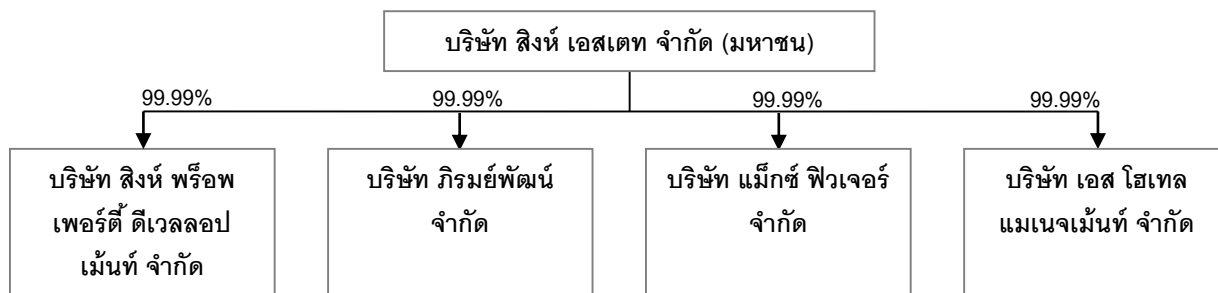 บริษัท สิงห์ เอสเตท จำกัด (มหาชน)
99.99%
99.99%
99.99%
99.99%
บริษัท สิงห์ พร็อพ
เพอร์ตี้ ดีเวลลอป
เม้นท์ จำกัด
บริษัท ภิรมย์พัฒน์
จำกัด
บริษัท แม็กซ์ ฟิวเจอร์
จำกัด
บริษัท เอส โฮเทล
แมเนจเม้นท์ จำกัด